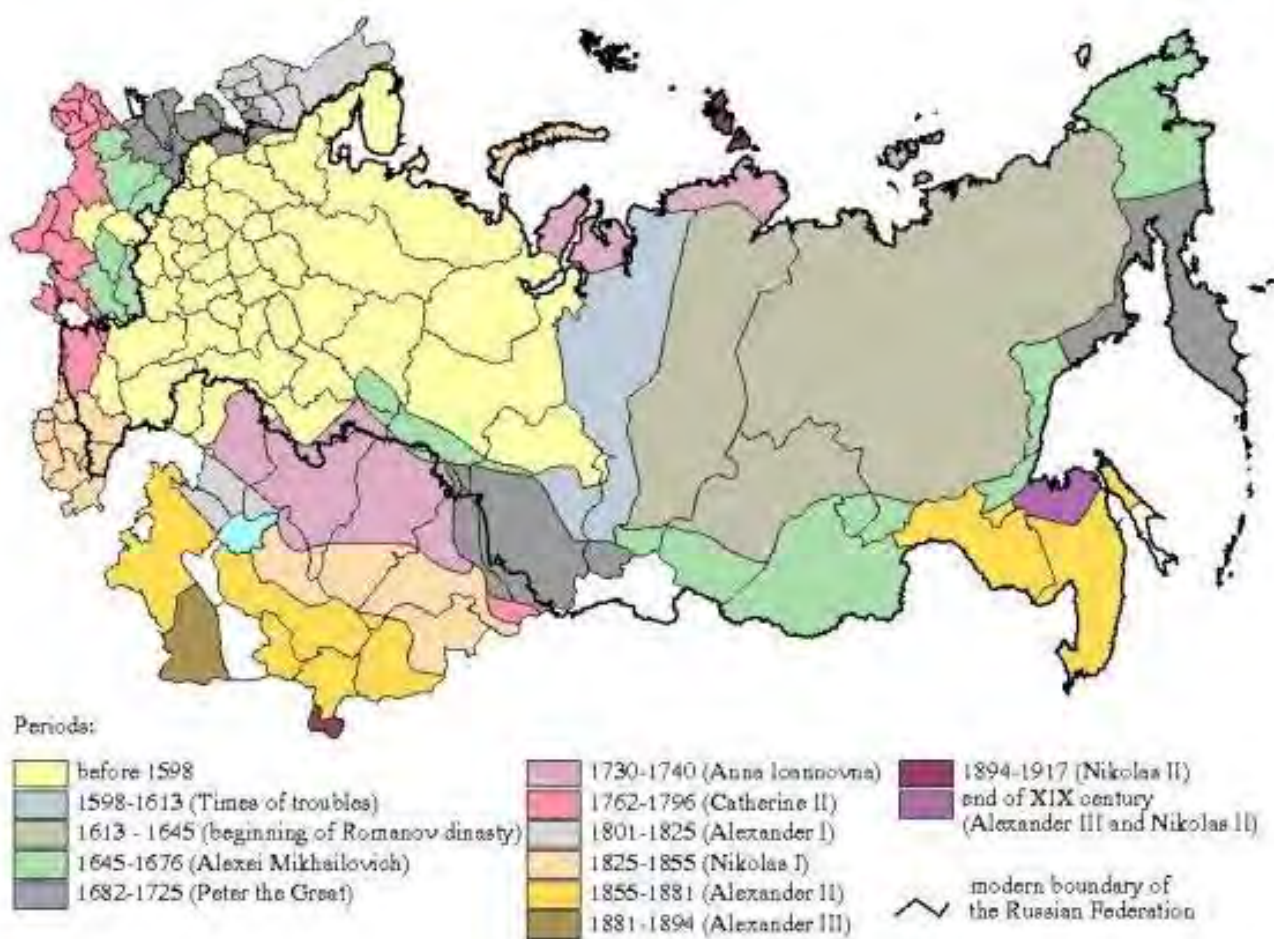 Periods:
before 1598
1598-1613 (Times of troubles)
1613 - 1645 (beginning of Romanov dinasty)
1645-1676 (Alexei Mikhailovich)
1682-1725 (Peter the Great)
1730-1740 (Anna Ioannovna)
1762-1796 (Catherine II)
1801-1825 (Alexander I)
1825-1855 (Nikolas I)
1855-1881 (Alexander II)
1881-1894 (Alexander III)
1894-1917 (Nikolas II)
end of XIX century
(Alexander III and Nikolas II)
modern boundary of
the Russian Federation